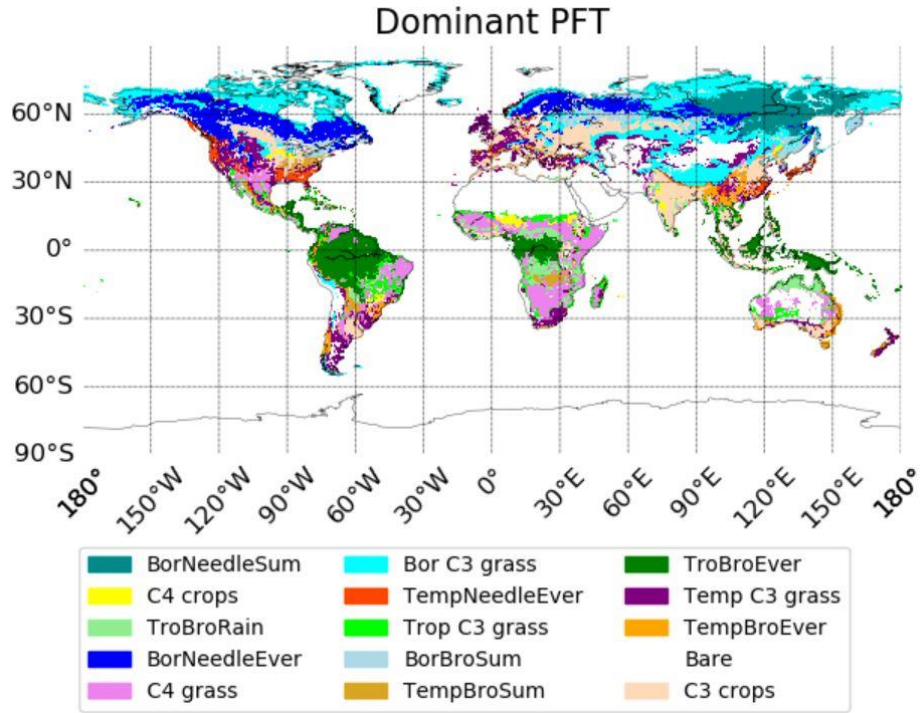 Dominant PFT
60°N
30°N
0°
30°S
60°S
90°S
180° 150°W 120°W 90°W 60°W 30°W 0° 30°E 60°E 90°E 120°E 150°E 180°
BorNeedleSum Bor C3 grass TroBroEver
C4 crops TempNeedleEver Temp C3 grass
TroBroRain Trop C3 grass TempBroEver
BorNeedleEver BorBroSum Bare
C4 grass TempBroSum C3 crops